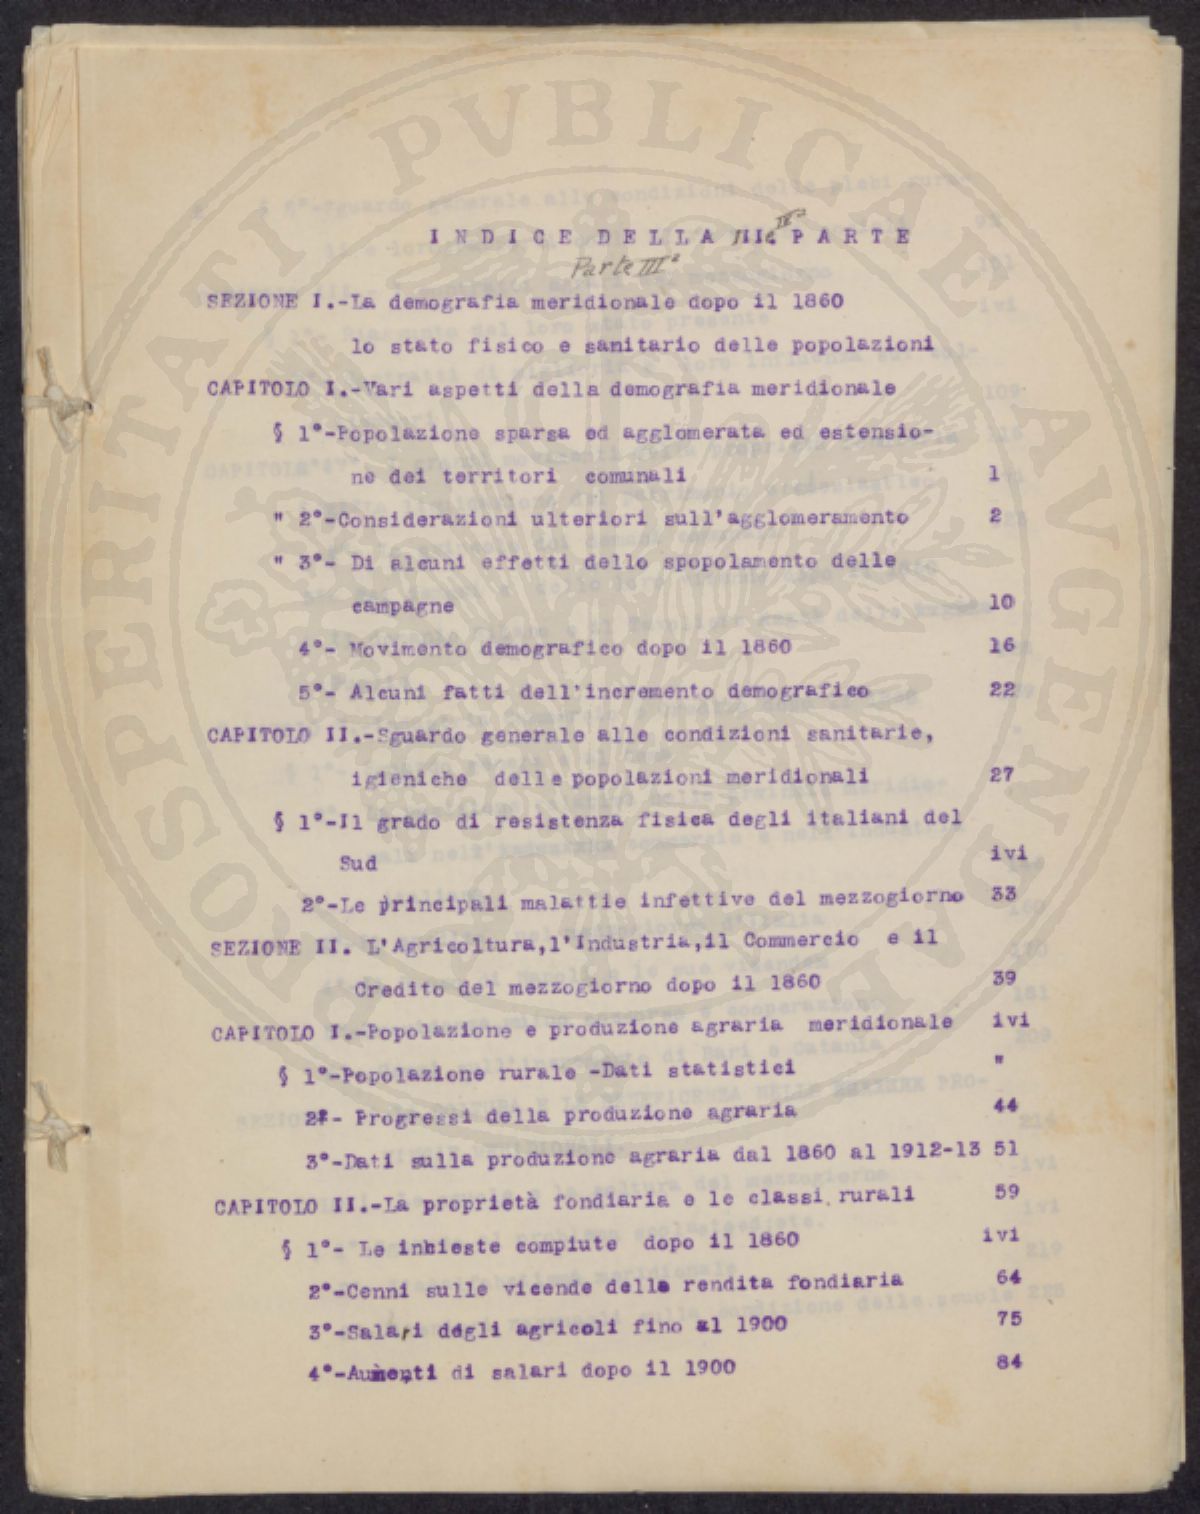 PVBLICAE AVGENDAE PROSPERITATI
INDICE DELLA III. IIª PARTE
Parte IIIª
SEZIONE I.-La demografia meridionale dopo il 1860
lo stato fisico e sanitario delle popolazioni
CAPITOLO I.-Vari aspetti della demografia meridionale
§ 1°-Popolazione sparsa ed agglomerata ed estensio-
ne dei territori comunali 1
" 2°-Considerazioni ulteriori sull'agglomeramento 2
" 3°- Di alcuni effetti dello spopolamento delle
campagne 10
4°- Movimento demografico dopo il 1860 16
5°- Alcuni fatti dell'incremento demografico 22
CAPITOLO II.-Sguardo generale alle condizioni sanitarie,
igieniche delle popolazioni meridionali 27
§ 1°-Il grado di resistenza fisica degli italiani del
Sud ivi
2°-Le principali malattie infettive del mezzogiorno 33
SEZIONE II. L'Agricoltura,l'Industria,il Commercio e il
Credito del mezzogiorno dopo il 1860 39
CAPITOLO I.-Popolazione e produzione agraria meridionale ivi
§ 1°-Popolazione rurale -Dati statistici "
2°- Progressi della produzione agraria 44
3°-Dati sulla produzione agraria dal 1860 al 1912-13 51
CAPITOLO II.-La proprietà fondiaria e le classi rurali 59
§ 1°- Le inhieste compiute dopo il 1860 ivi
2°-Cenni sulle vicende della rendita fondiaria 64
3°-Salari degli agricoli fino al 1900 75
4°-Aumenti di salari dopo il 1900 84